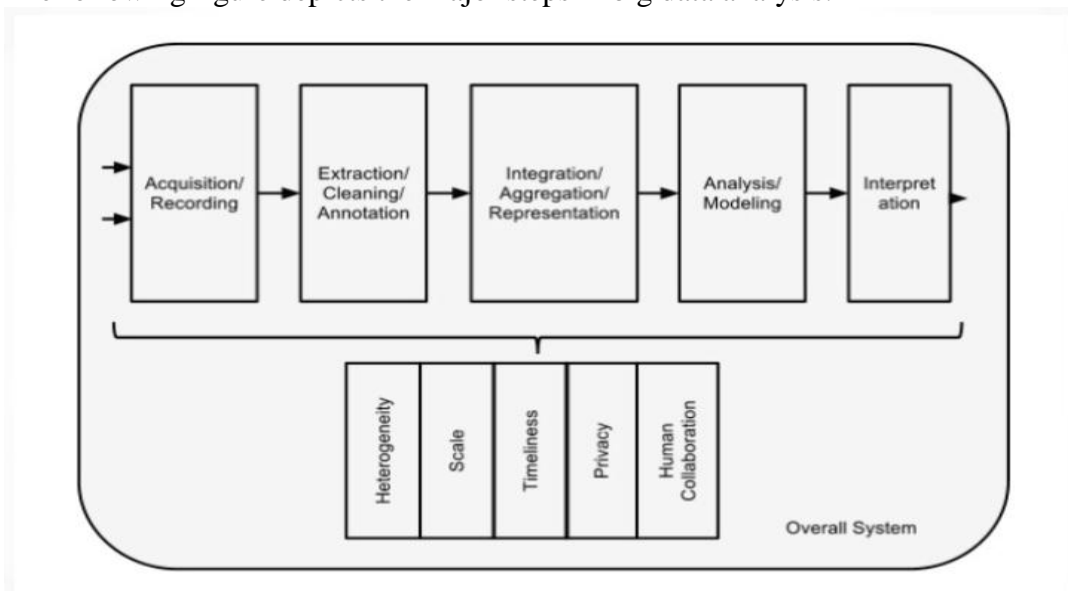 Acquisition/
Recording
Extraction/
Cleaning/
Annotation
Integration/
Aggregation/
Representation
Analysis/
Modeling
Interpret
ation
Heterogeneity
Scale
Timeliness
Privacy
Human
Collaboration
Overall System